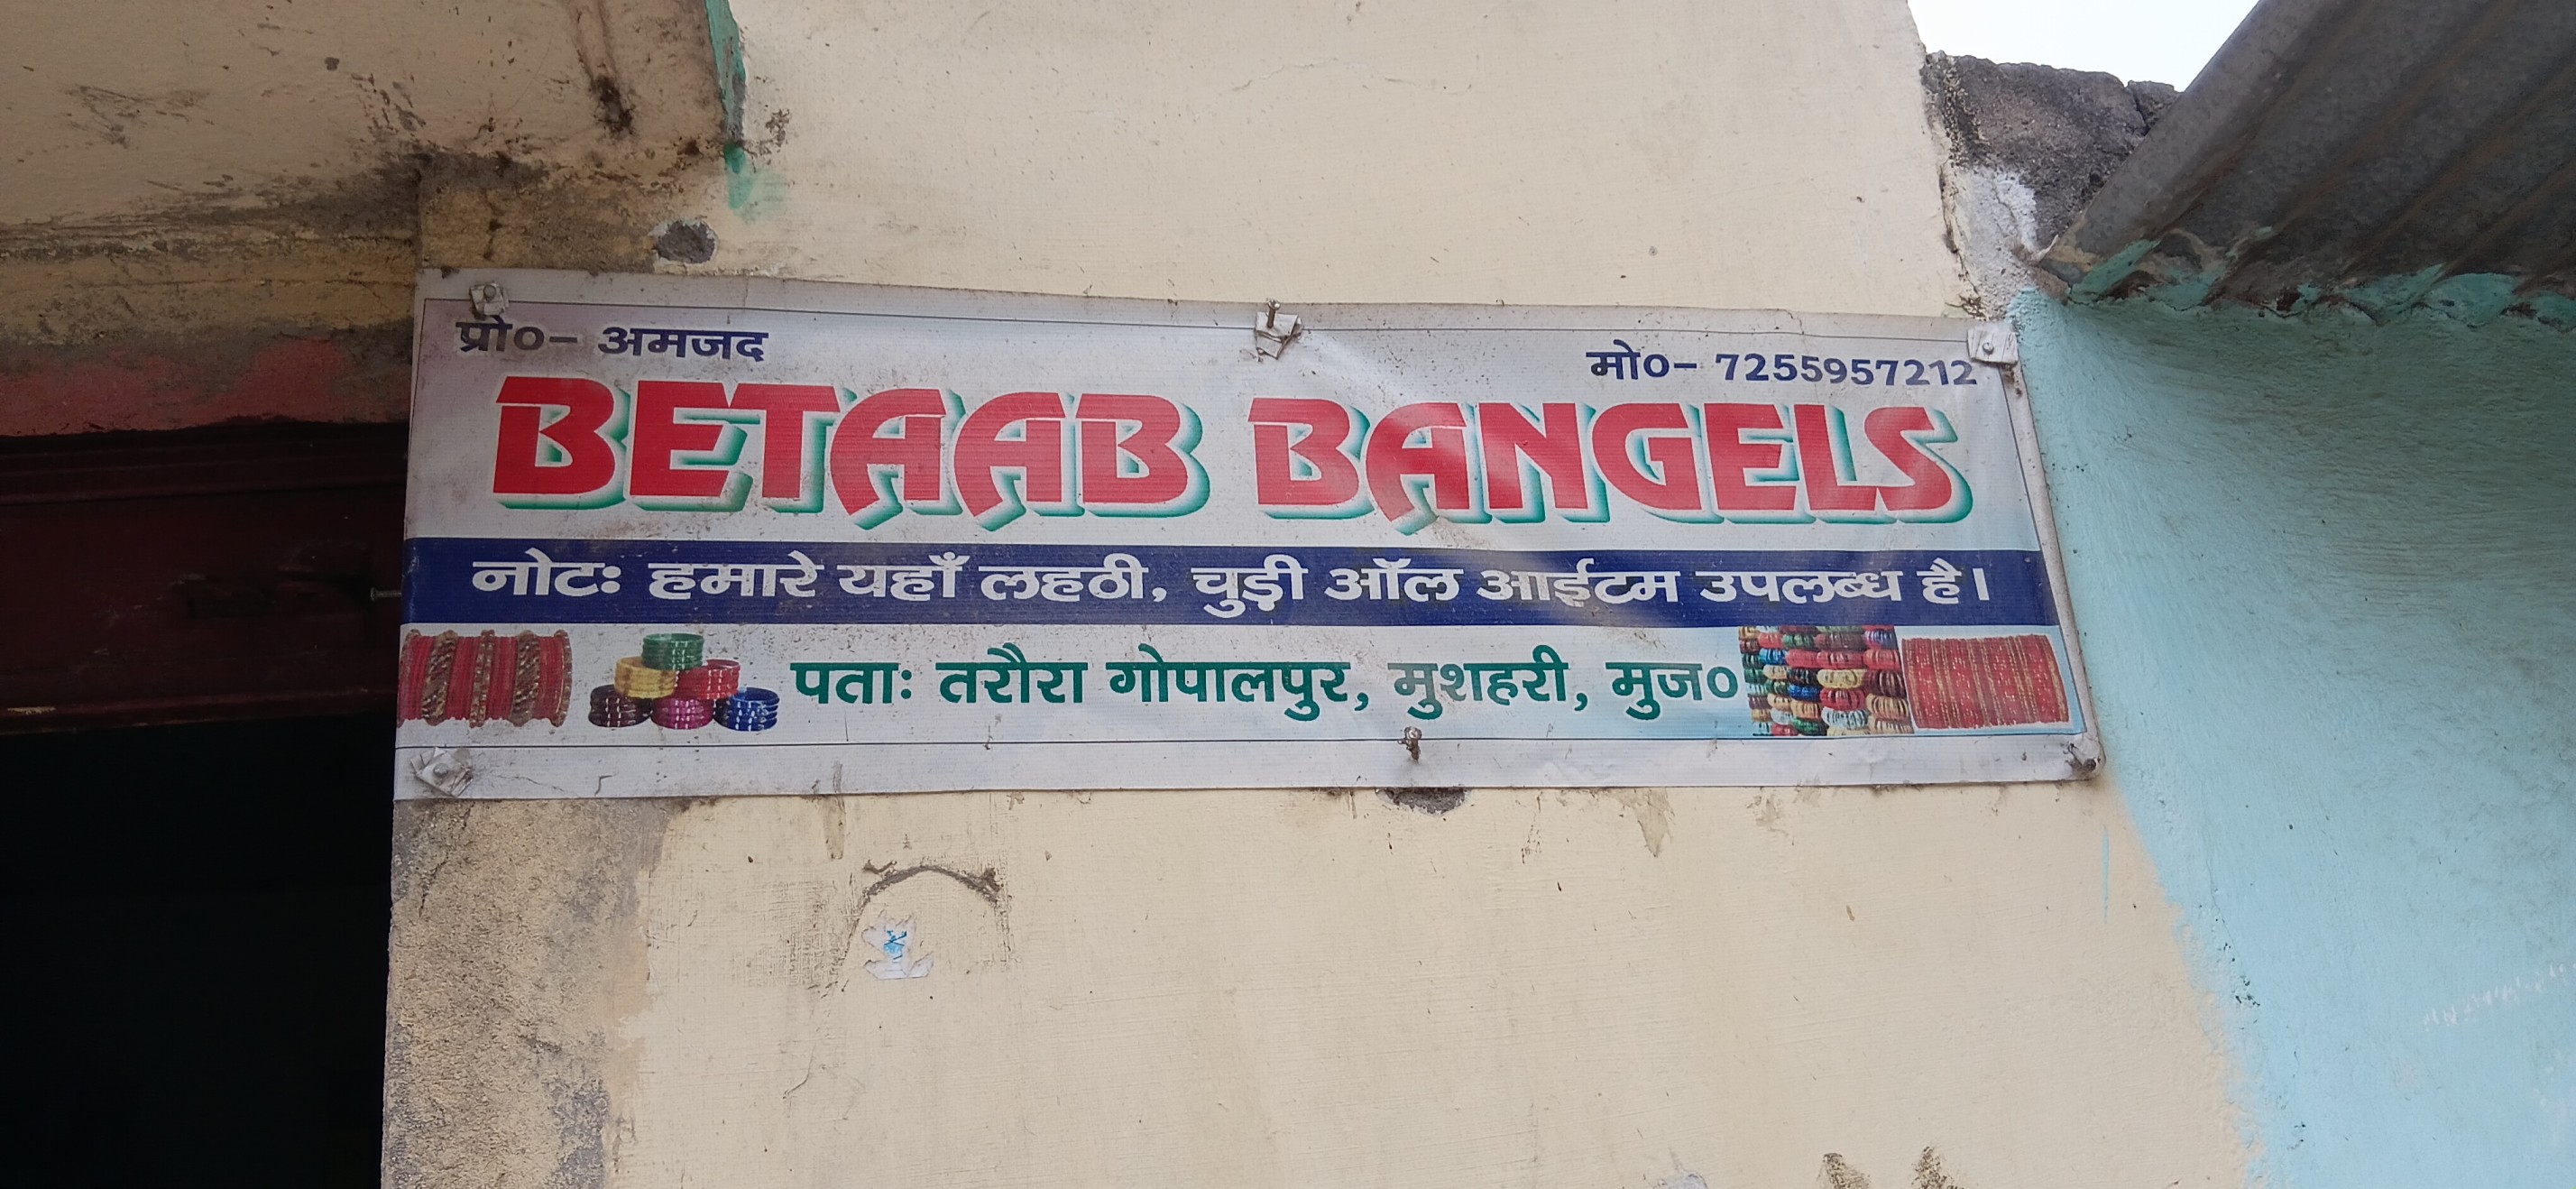 प्रो०- अमजद
मो०- 7255957212
BETAAB BANGELS
नोटः हमारे यहाँ लहठी, चुड़ी ऑल आईटम उपलब्ध है।
पताः तरौरा गोपालपुर, मुशहरी, मुज०